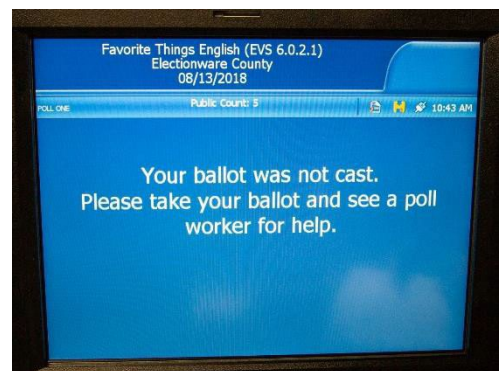 Favorite Things English (EVS 6.0.2.1)
Electionware County
08/13/2018
POLL ONE
Public Count: 5
10:43 AM
Your ballot was not cast.
Please take your ballot and see a poll
worker for help.